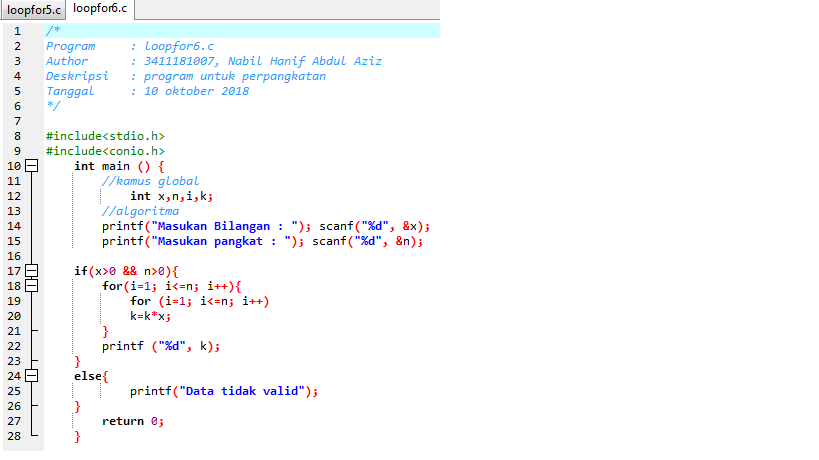 loopfor5.c loopfor6.c
1 /*
2 Program : loopfor6.c
3 Author : 3411181007, Nabil Hanif Abdul Aziz
4 Deskripsi : program untuk perpangkatan
5 Tanggal : 10 oktober 2018
6 */
7
8 #include<stdio.h>
9 #include<conio.h>
10 int main () {
11 //kamus global
12 int x,n,i,k;
13 //algoritma
14 printf("Masukan Bilangan : "); scanf("%d", &x);
15 printf("Masukan pangkat : "); scanf("%d", &n);
16
17 if(x>0 && n>0){
18 for(i=1; i<=n; i++){
19 for (i=1; i<=n; i++)
20 k=k*x;
21 }
22 printf ("%d", k);
23 }
24 else{
25 printf("Data tidak valid");
26 }
27 return 0;
28 }